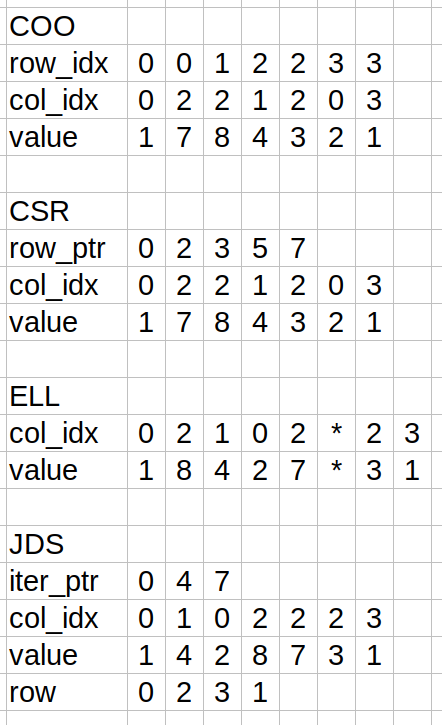 COO
row_idx 0 0 1 2 2 3 3
col_idx 0 2 2 1 2 0 3
value 1 7 8 4 3 2 1
CSR
row_ptr 0 2 3 5 7
col_idx 0 2 2 1 2 0 3
value 1 7 8 4 3 2 1
ELL
col_idx 0 2 1 0 2 * 2 3
value 1 8 4 2 7 * 3 1
JDS
iter_ptr 0 4 7
col_idx 0 1 0 2 2 2 3
value 1 4 2 8 7 3 1
row 0 2 3 1